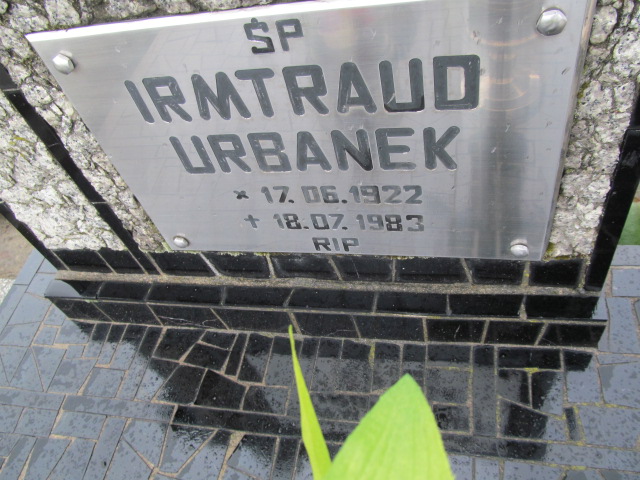 ŚP
IRMTRAUD
URBANEK
* 17.06.1922
+ 18.07.1983
RIP